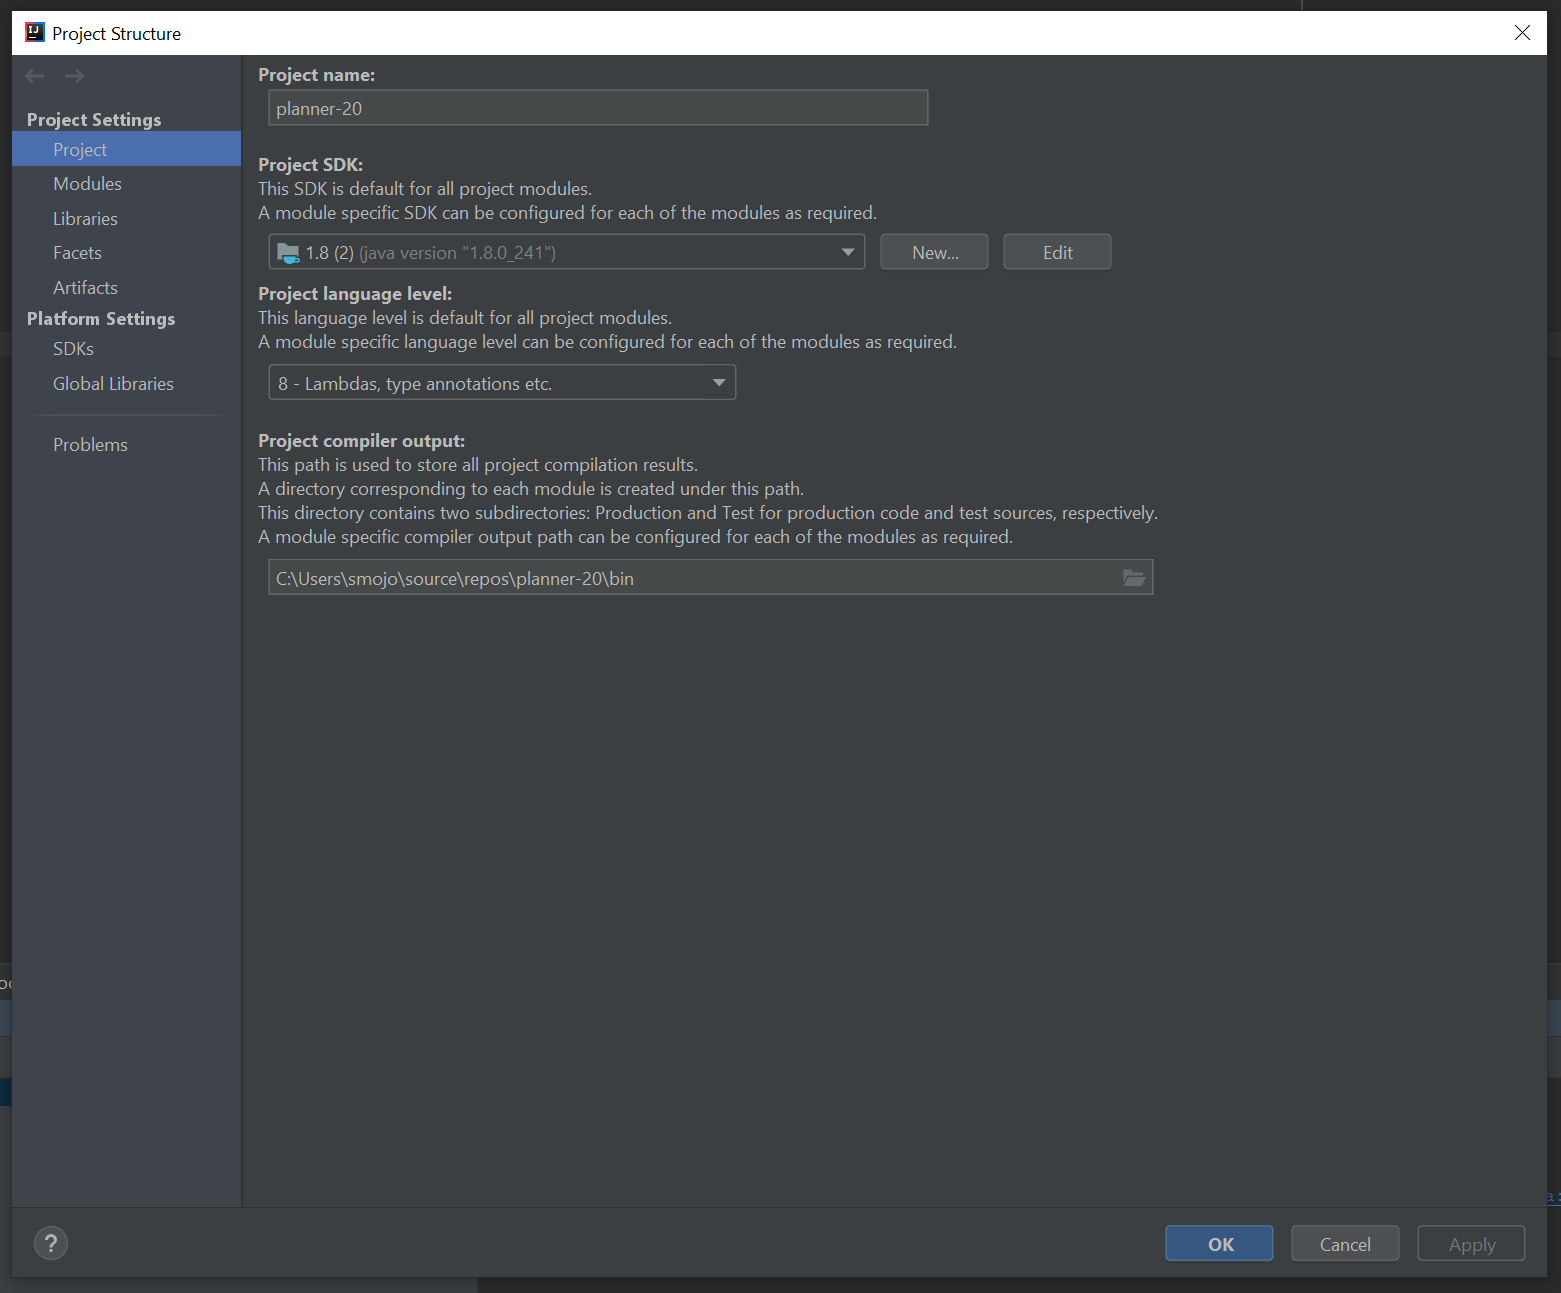 Project Structure
Project Settings
Project
Modules
Libraries
Facets
Artifacts
Platform Settings
SDKs
Global Libraries
Problems
Project name:
planner-20
Project SDK:
This SDK is default for all project modules.
A module specific SDK can be configured for each of the modules as required.
1.8 (2) (java version "1.8.0_241")
New...
Edit
Project language level:
This language level is default for all project modules.
A module specific language level can be configured for each of the modules as required.
8 - Lambdas, type annotations etc.
Project compiler output:
This path is used to store all project compilation results.
A directory corresponding to each module is created under this path.
This directory contains two subdirectories: Production and Test for production code and test sources, respectively.
A module specific compiler output path can be configured for each of the modules as required.
C:\Users\smojo\source\repos\planner-20\bin
?
OK
Cancel
Apply